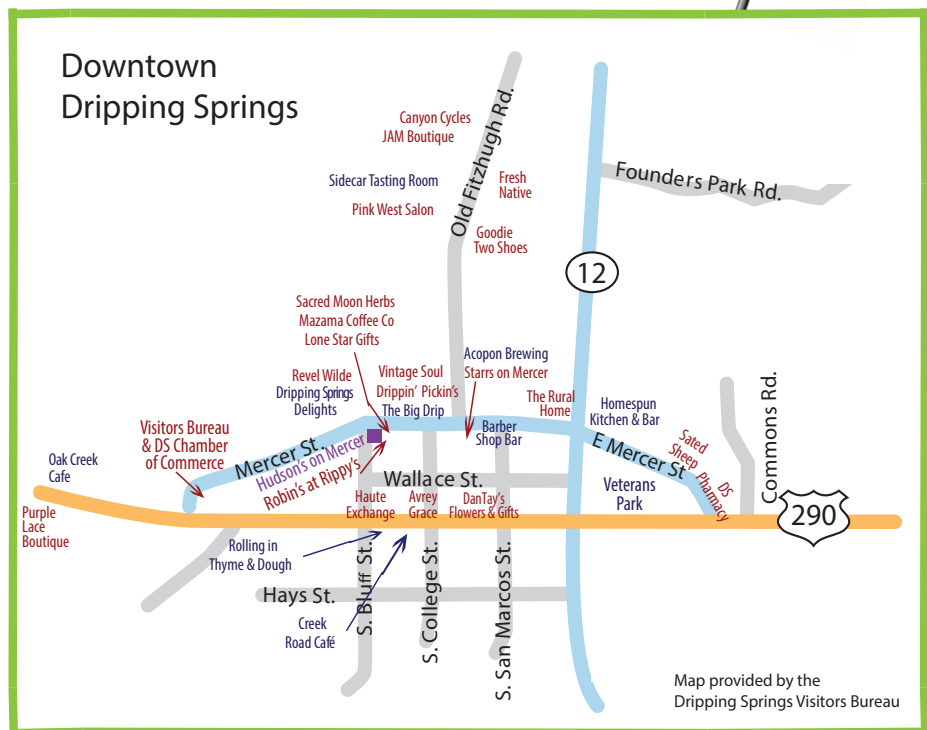 Downtown
Dripping Springs
Canyon Cycles
JAM Boutique
Old Fitzhugh Rd.
Founders Park Rd.
Sidecar Tasting Room
Fresh
Native
Pink West Salon
Goodie
Two Shoes
12
Sacred Moon Herbs
Mazama Coffee Co
Lone Star Gifts
Acopon Brewing
Starrs on Mercer
Vintage Soul
Drippin' Pickin's
The Big Drip
Revel Wilde
Dripping Springs
Delights
The Rural
Home
Homespun
Kitchen & Bar
Barber
Shop Bar
Visitors Bureau
& DS Chamber
of Commerce
Mercer St.
Hudson's on Mercer
Robin's at Rippy's
E Mercer St
Sated
Sheep
DS
Pharmacy
Commons Rd.
Oak Creek
Cafe
Wallace St.
Veterans
Park
Haute
Exchange
Avrey
Grace
DanTay's
Flowers & Gifts
290
Purple
Lace
Boutique
Rolling in
Thyme & Dough
Hays St.
S. Bluff St.
S. College St.
S. San Marcos St.
Creek
Road Café
Map provided by the
Dripping Springs Visitors Bureau